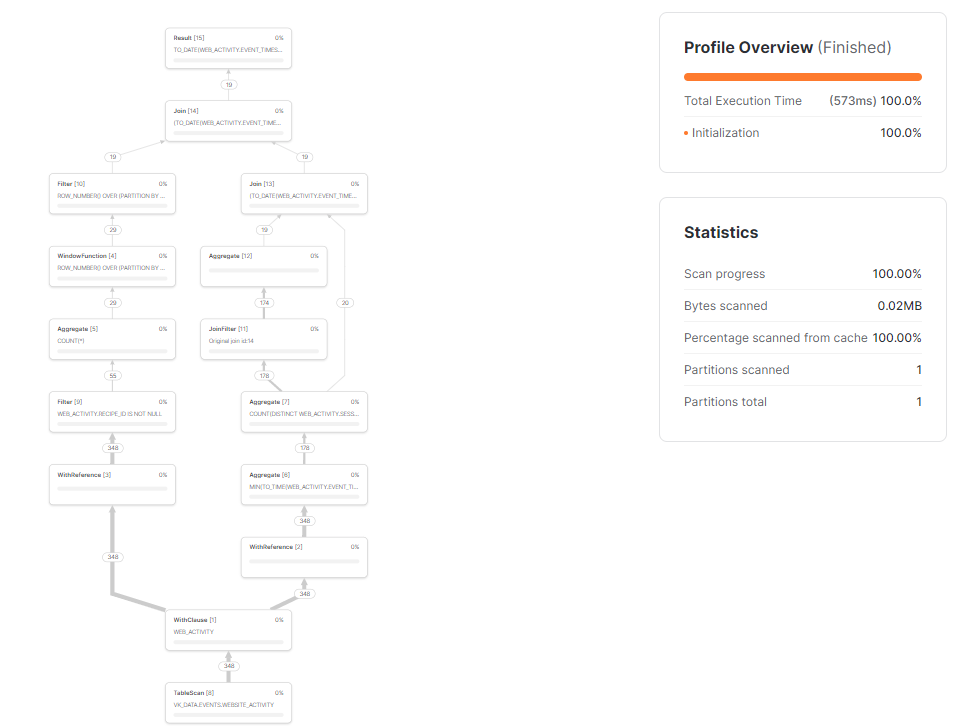 Result [15] 0%
TO_DATE(WEB_ACTIVITY.EVENT_TIMES...
19
Join [14] 0%
(TO_DATE(WEB_ACTIVITY.EVENT_TIME...
19 19
Filter [10] 0% Join [13] 0%
ROW_NUMBER() OVER (PARTITION BY ... (TO_DATE(WEB_ACTIVITY.EVENT_TIME...
29 19
WindowFunction [4] 0% Aggregate [12] 0%
ROW_NUMBER() OVER (PARTITION BY ...
29 174 20
Aggregate [5] 0% JoinFilter [11] 0%
COUNT(*) Original join id:14
55 178
Filter [9] 0% Aggregate [7] 0%
WEB_ACTIVITY.RECIPE_ID IS NOT NULL COUNT(DISTINCT WEB_ACTIVITY.SESS...
348 178
WithReference [3] 0% Aggregate [6] 0%
MIN(TO_TIME(WEB_ACTIVITY.EVENT_TI...
348
WithReference [2] 0%
348
348
WithClause [1] 0%
WEB_ACTIVITY
348
TableScan [8] 0%
VK_DATA.EVENTS.WEBSITE_ACTIVITY
Profile Overview (Finished)
Total Execution Time (573ms) 100.0%
Initialization 100.0%
Statistics
Scan progress 100.00%
Bytes scanned 0.02MB
Percentage scanned from cache 100.00%
Partitions scanned 1
Partitions total 1